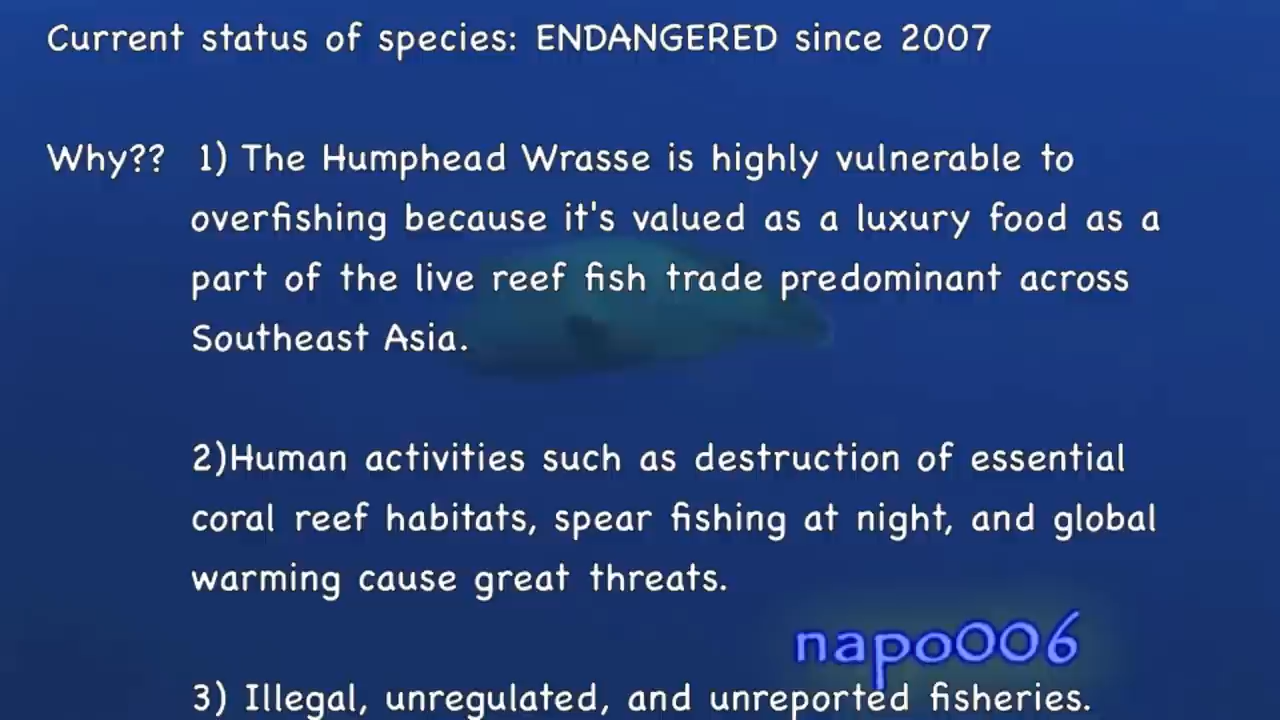 Current status of species: ENDANGERED since 2007
Why?? 1) The Humphead Wrasse is highly vulnerable to
overfishing because it's valued as a luxury food as a
part of the live reef fish trade predominant across
Southeast Asia.
2)Human activities such as destruction of essential
coral reef habitats, spear fishing at night, and global
warming cause great threats.
napo006
3) Illegal, unregulated, and unreported fisheries.